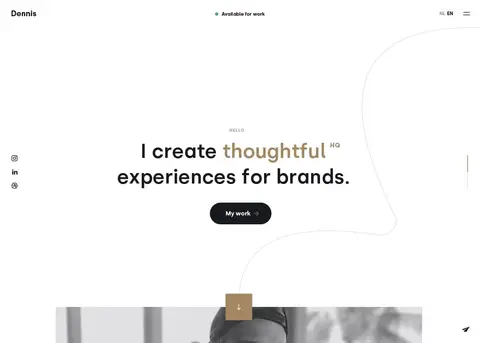 Dennis
Available for work
NL EN
HELLO
I create thoughtful HQ
experiences for brands.
My work →